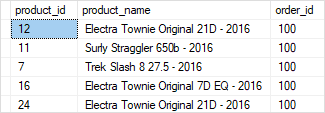 product_id product_name order_id
12 Electra Townie Original 21D - 2016 100
11 Surly Straggler 650b - 2016 100
7 Trek Slash 8 27.5 - 2016 100
16 Electra Townie Original 7D EQ - 2016 100
24 Electra Townie Original 21D - 2016 100